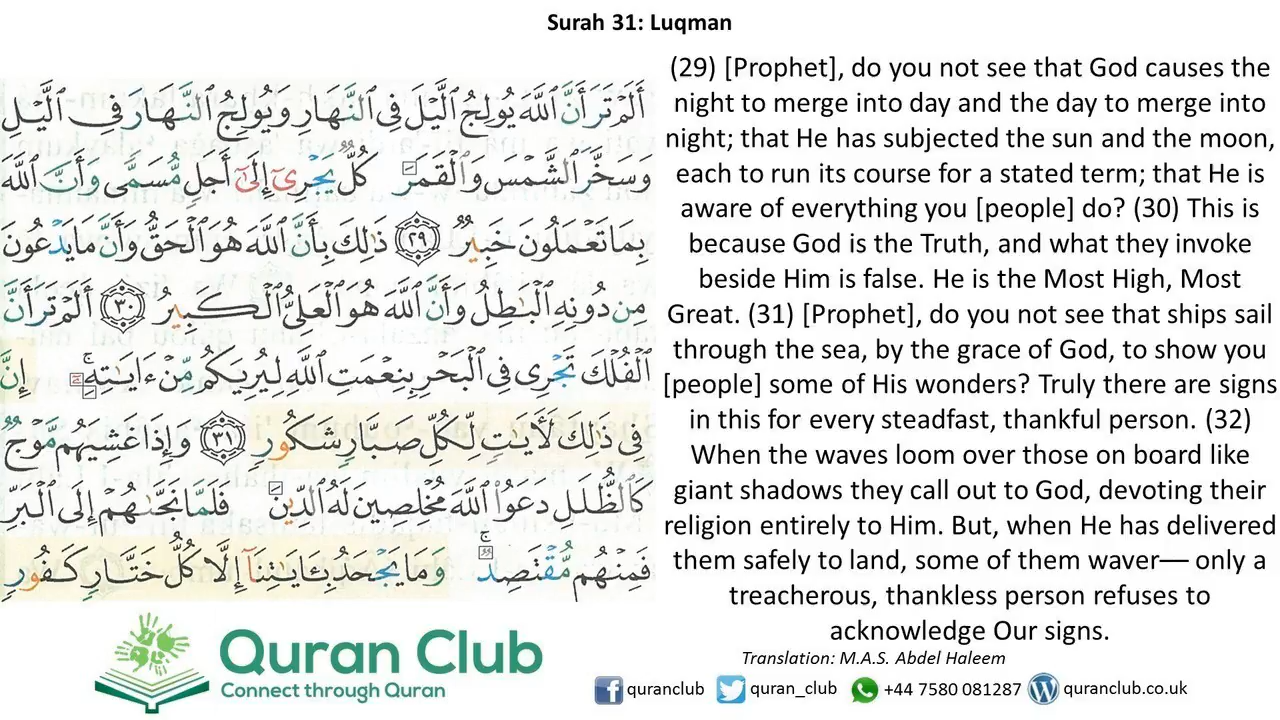 Surah 31: Luqman
أَلَمْ تَرَ أَنَّ ٱللَّهَ يُولِجُ ٱلَّيْلَ فِى ٱلنَّهَارِ وَيُولِجُ ٱلنَّهَارَ فِى ٱلَّيْلِ
وَسَخَّرَ ٱلشَّمْسَ وَٱلْقَمَرَ كُلٌّ يَجْرِىٓ إِلَىٰٓ أَجَلٍ مُّسَمًّى وَأَنَّ ٱللَّهَ
بِمَا تَعْمَلُونَ خَبِيرٌ ٢٩ ذَٰلِكَ بِأَنَّ ٱللَّهَ هُوَ ٱلْحَقُّ وَأَنَّ مَا يَدْعُونَ
مِن دُونِهِ ٱلْبَٰطِلُ وَأَنَّ ٱللَّهَ هُوَ ٱلْعَلِىُّ ٱلْكَبِيرُ ٣٠ أَلَمْ تَرَ أَنَّ
ٱلْفُلْكَ تَجْرِى فِى ٱلْبَحْرِ بِنِعْمَتِ ٱللَّهِ لِيُرِيَكُم مِّنْ ءَايَٰتِهِۦٓ إِنَّ
فِى ذَٰلِكَ لَأٓيَٰتٍ لِّكُلِّ صَبَّارٍ شَكُورٍ ٣١ وَإِذَا غَشِيَهُم مَّوْجٌ
كَٱلظُّلَلِ دَعَوُا۟ ٱللَّهَ مُخْلِصِينَ لَهُ ٱلدِّينَ فَلَمَّا نَجَّىٰهُمْ إِلَى ٱلْبَرِّ
فَمِنْهُم مُّقْتَصِدٌ وَمَا يَجْحَدُ بِـَٔايَٰتِنَآ إِلَّا كُلُّ خَتَّارٍ كَفُورٍ
(29) [Prophet], do you not see that God causes the
night to merge into day and the day to merge into
night; that He has subjected the sun and the moon,
each to run its course for a stated term; that He is
aware of everything you [people] do? (30) This is
because God is the Truth, and what they invoke
beside Him is false. He is the Most High, Most
Great. (31) [Prophet], do you not see that ships sail
through the sea, by the grace of God, to show you
[people] some of His wonders? Truly there are signs
in this for every steadfast, thankful person. (32)
When the waves loom over those on board like
giant shadows they call out to God, devoting their
religion entirely to Him. But, when He has delivered
them safely to land, some of them waver— only a
treacherous, thankless person refuses to
acknowledge Our signs.
Translation: M.A.S. Abdel Haleem
Quran Club
Connect through Quran
quranclub quran_club +44 7580 081287 quranclub.co.uk